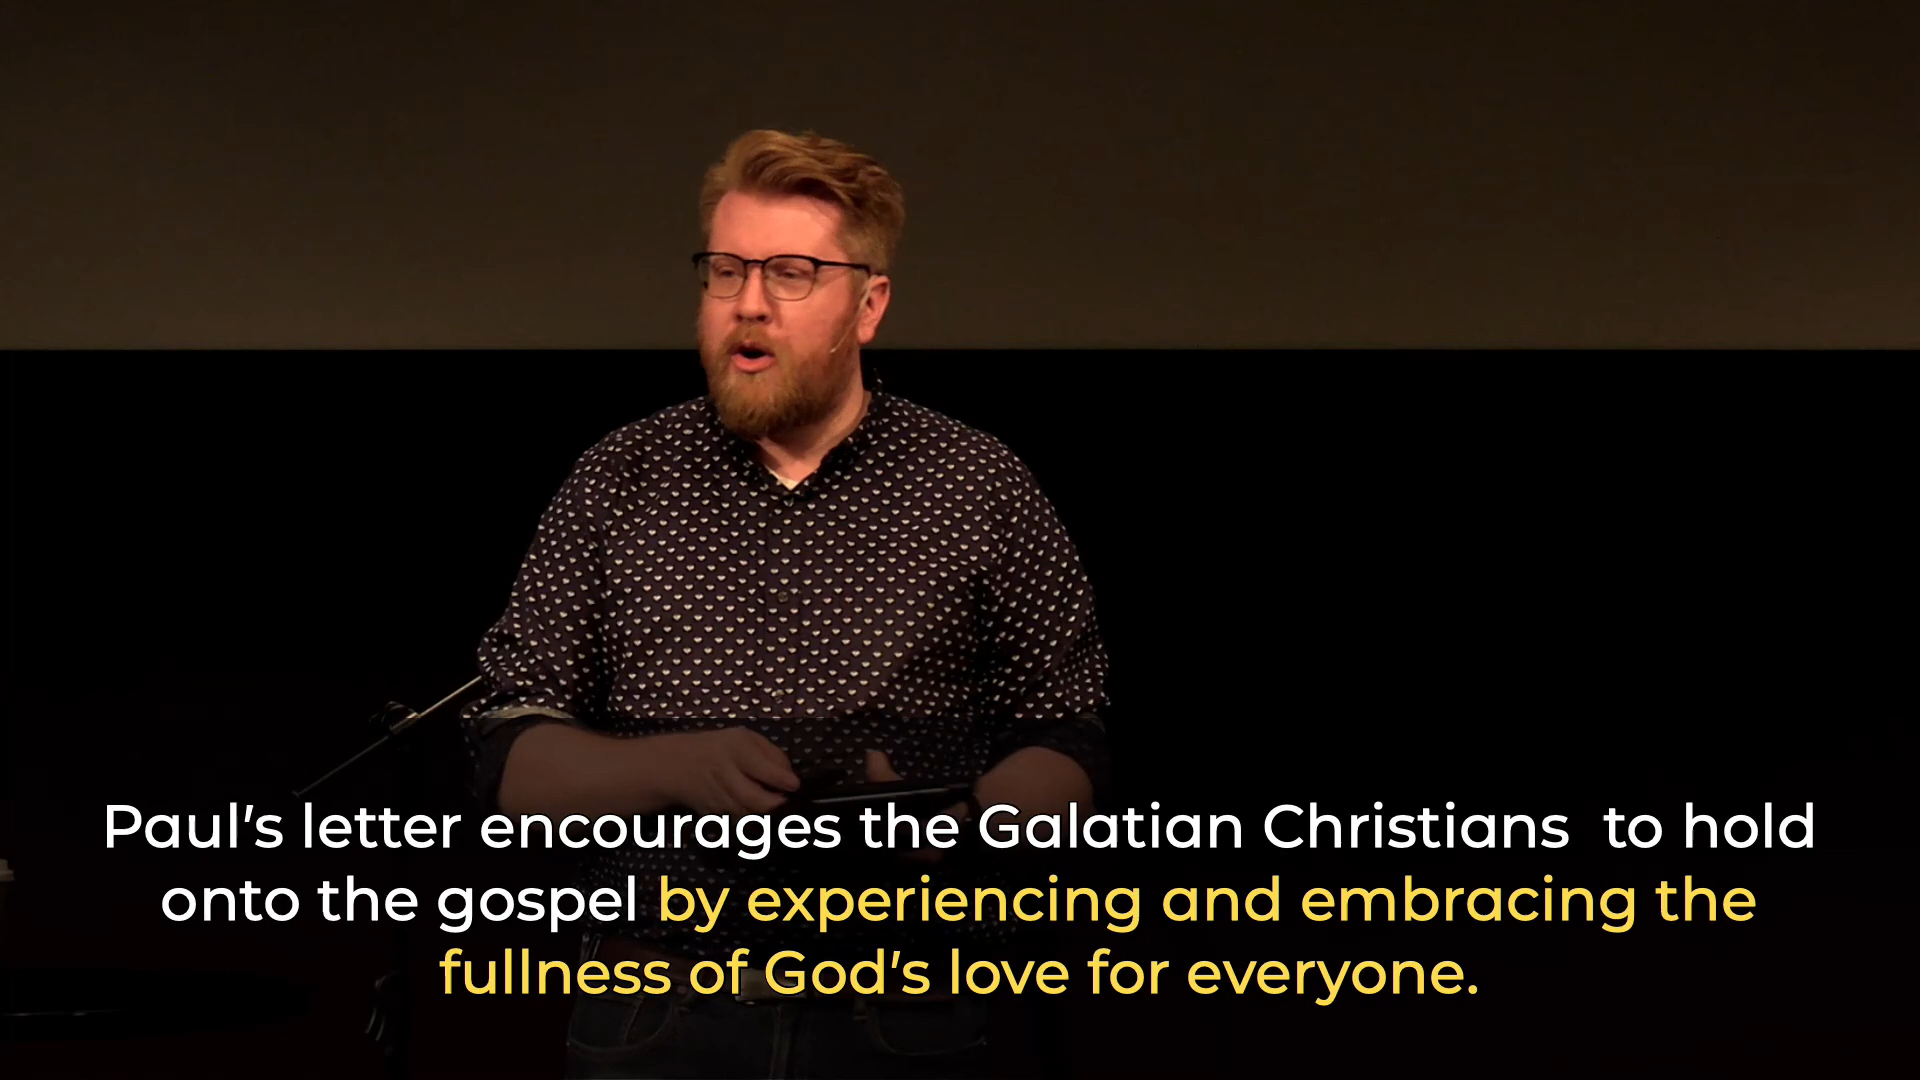 Paul's letter encourages the Galatian Christians  to hold
onto the gospel by experiencing and embracing the
fullness of God's love for everyone.